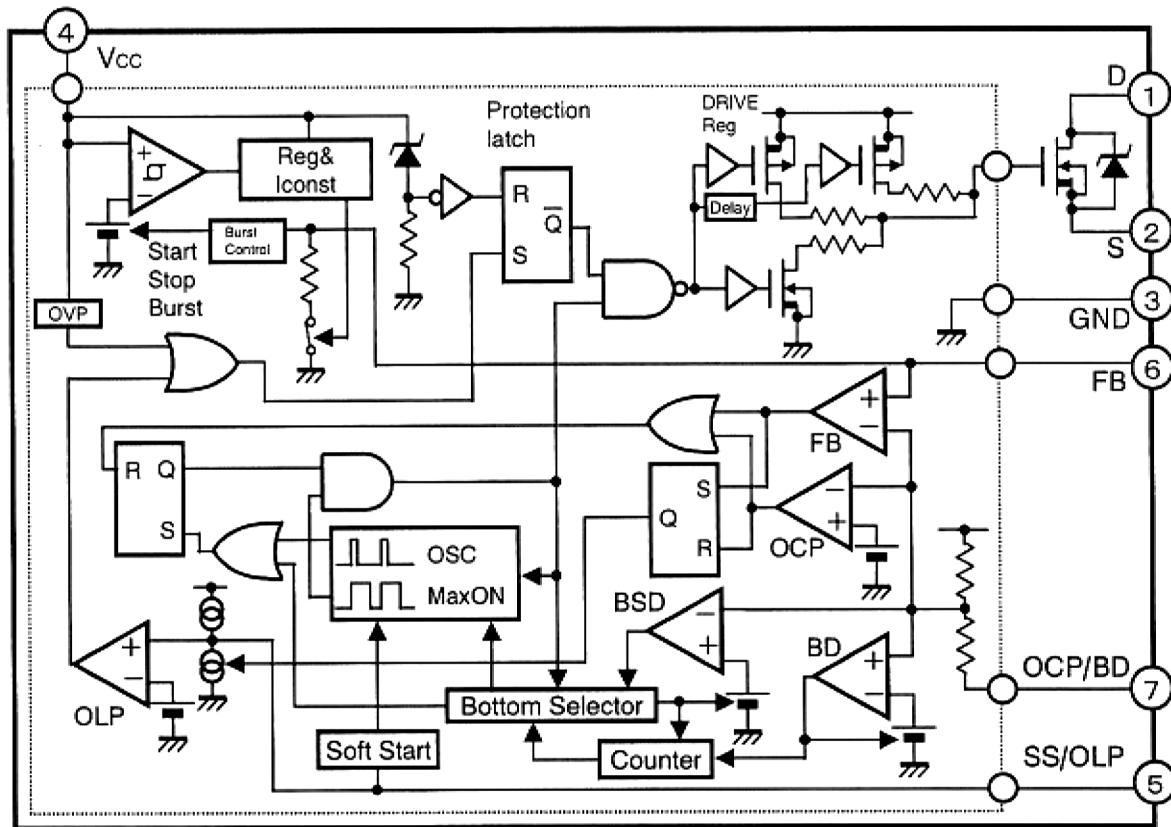 4
VCC
D
1
Protection
latch
DRIVE
Reg
+
−
Reg&
Iconst
R
Q
S
Delay
2
S
Burst
Control
Start
Stop
Burst
OVP
3
GND
6
FB
+
−
FB
R Q
S
S
Q
R
−
+
OCP
OSC
MaxON
BSD
−
+
BD
+
−
+
−
OLP
OCP/BD
7
Bottom Selector
Soft Start
Counter
SS/OLP
5